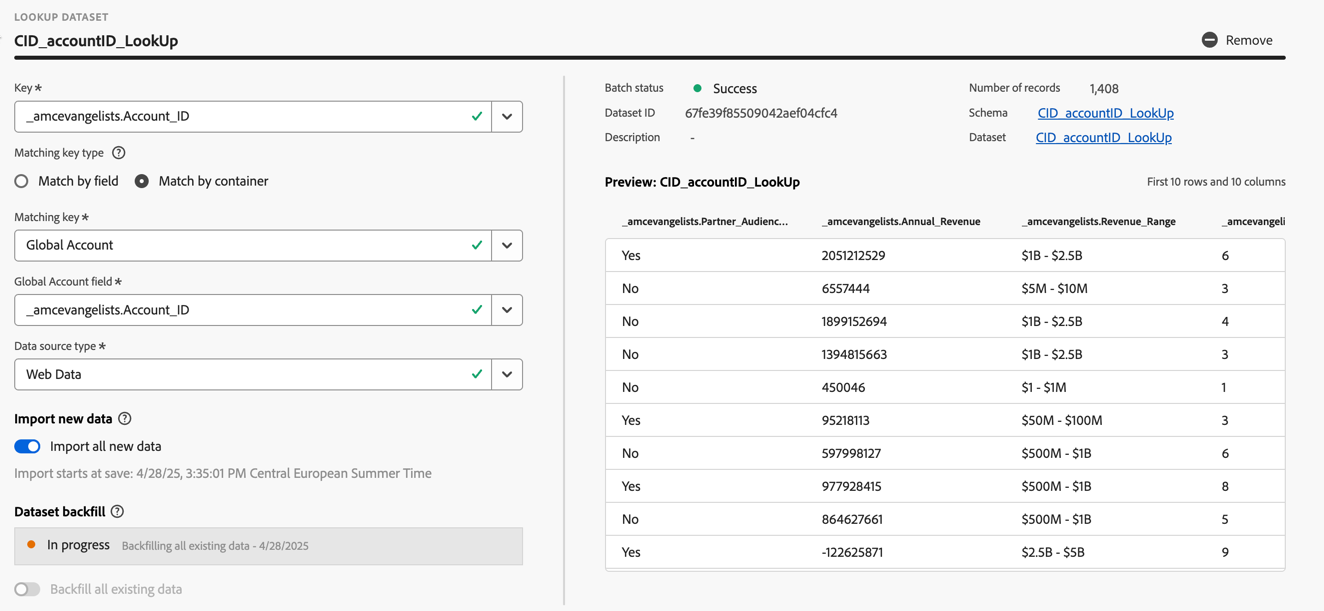 LOOKUP DATASET
CID_accountID_LookUp
Remove
Key *
_amcevangelists.Account_ID
Matching key type ?
Match by field Match by container
Matching key *
Global Account
Global Account field *
_amcevangelists.Account_ID
Data source type *
Web Data
Import new data ?
Import all new data
Import starts at save: 4/28/25, 3:35:01 PM Central European Summer Time
Dataset backfill ?
In progress Backfilling all existing data - 4/28/2025
Backfill all existing data
Batch status Success Number of records 1,408
Dataset ID 67fe39f85509042aef04cfc4 Schema CID_accountID_LookUp
Description - Dataset CID_accountID_LookUp
Preview: CID_accountID_LookUp First 10 rows and 10 columns
_amcevangelists.Partner_Audienc... _amcevangelists.Annual_Revenue _amcevangelists.Revenue_Range _amcevangeli
Yes 2051212529 $1B - $2.5B 6
No 6557444 $5M - $10M 3
No 1899152694 $1B - $2.5B 4
No 1394815663 $1B - $2.5B 3
No 450046 $1 - $1M 1
Yes 95218113 $50M - $100M 3
No 597998127 $500M - $1B 6
Yes 977928415 $500M - $1B 8
No 864627661 $500M - $1B 5
Yes -122625871 $2.5B - $5B 9